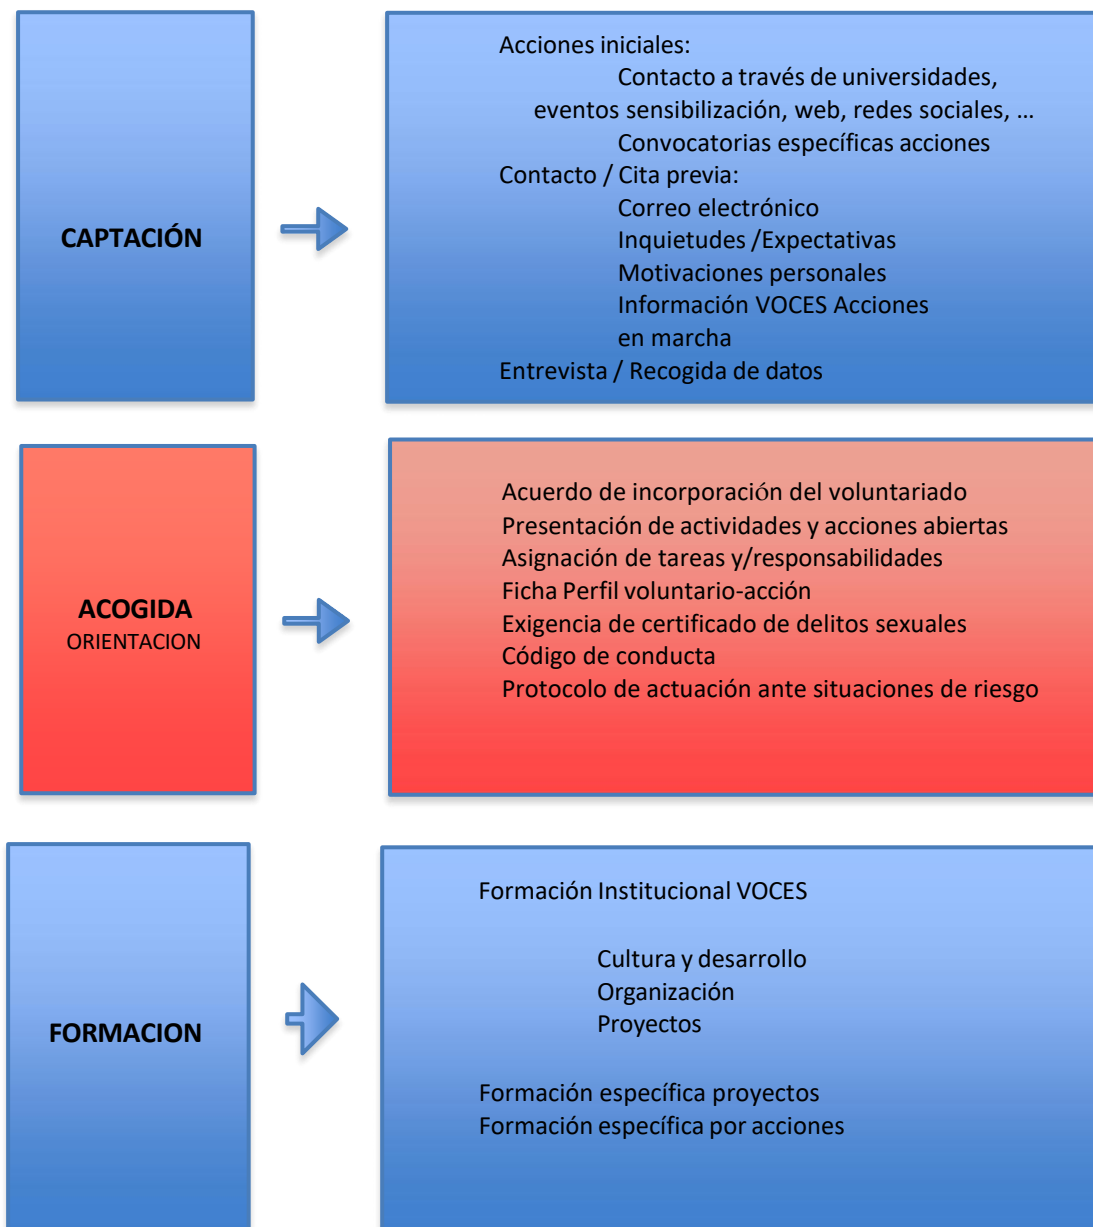 CAPTACIÓN
Acciones iniciales:
Contacto a través de universidades,
eventos sensibilización, web, redes sociales, ...
Convocatorias específicas acciones
Contacto / Cita previa:
Correo electrónico
Inquietudes /Expectativas
Motivaciones personales
Información VOCES Acciones
en marcha
Entrevista / Recogida de datos
ACOGIDA
ORIENTACION
Acuerdo de incorporación del voluntariado
Presentación de actividades y acciones abiertas
Asignación de tareas y/responsabilidades
Ficha Perfil voluntario-acción
Exigencia de certificado de delitos sexuales
Código de conducta
Protocolo de actuación ante situaciones de riesgo
FORMACION
Formación Institucional VOCES
Cultura y desarrollo
Organización
Proyectos
Formación específica proyectos
Formación específica por acciones